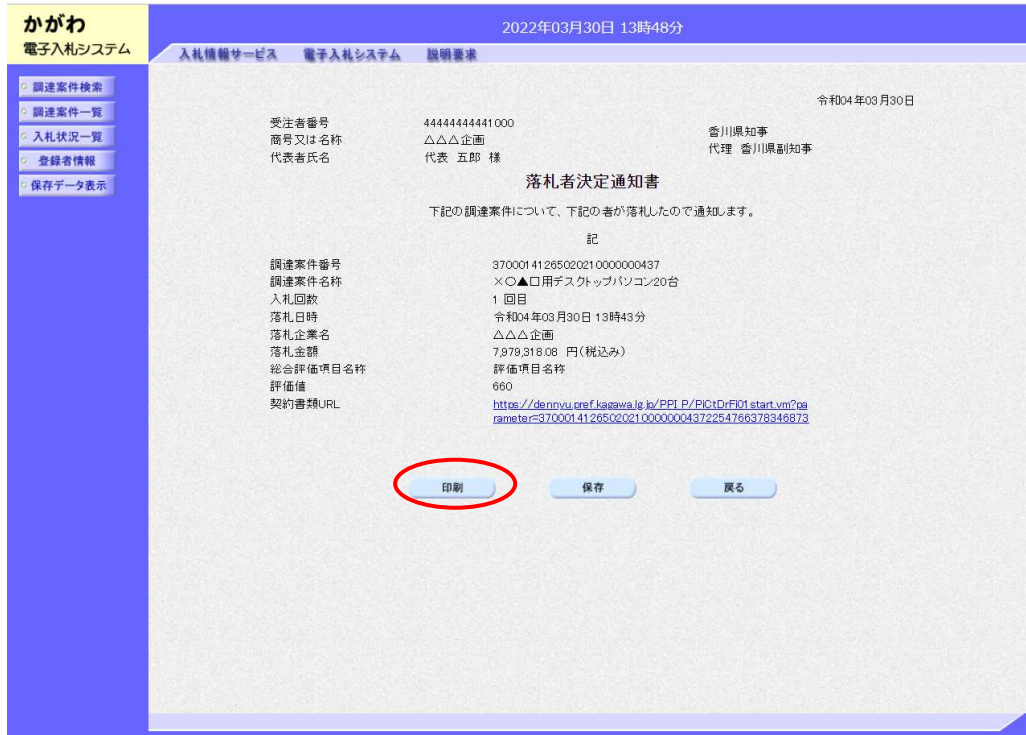 かがわ
電子入札システム
2022年03月30日 13時48分
入札情報サービス 電子入札システム 説明要求
調達案件検索
調達案件一覧
入札状況一覧
登録者情報
保存データ表示
令和04年03月30日
受注者番号 44444444441000
商号又は名称 △△△企画
代表者氏名 代表 五郎 様
香川県知事
代理 香川県副知事
落札者決定通知書
下記の調達案件について、下記の者が落札したので通知します。
記
調達案件番号 37000141265020210000000437
調達案件名称 ×○▲口用デスクトップパソコン20台
入札回数 1 回目
落札日時 令和04年03月30日 13時43分
落札企業名 △△△企画
落札金額 7,979,318.08 円(税込み)
総合評価項目名称 評価項目名称
評価値 660
契約書類URL https://dennyu.pref.kagawa.lg.jp/PPI_P/PiCtDrFl01start.vm?pa
rameter=370001412650202100000004372254766378346873
印刷 保存 戻る